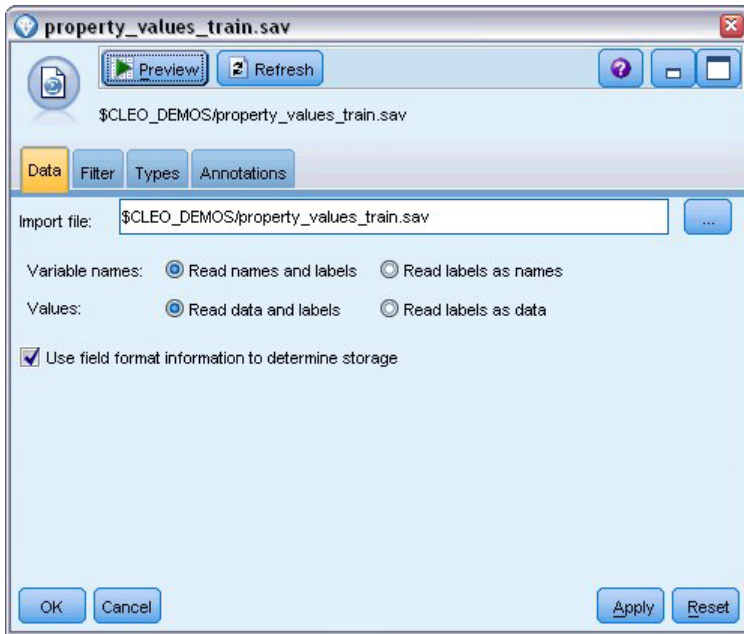 property_values_train.sav
Preview Refresh
$CLEO_DEMOS/property_values_train.sav
Data Filter Types Annotations
Import file: $CLEO_DEMOS/property_values_train.sav ...
Variable names: Read names and labels Read labels as names
Values: Read data and labels Read labels as data
Use field format information to determine storage
OK Cancel Apply Reset